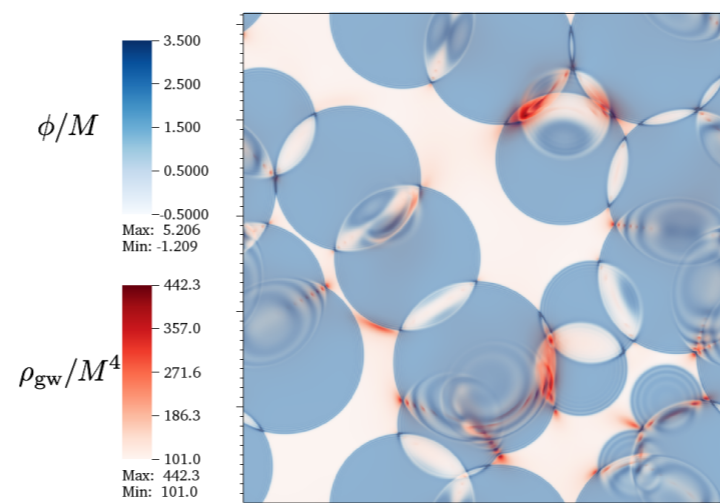 ϕ/M
3.500
2.500
1.500
0.5000
-0.5000
Max: 5.206
Min: -1.209
ρgw/M⁴
442.3
357.0
271.6
186.3
101.0
Max: 442.3
Min: 101.0